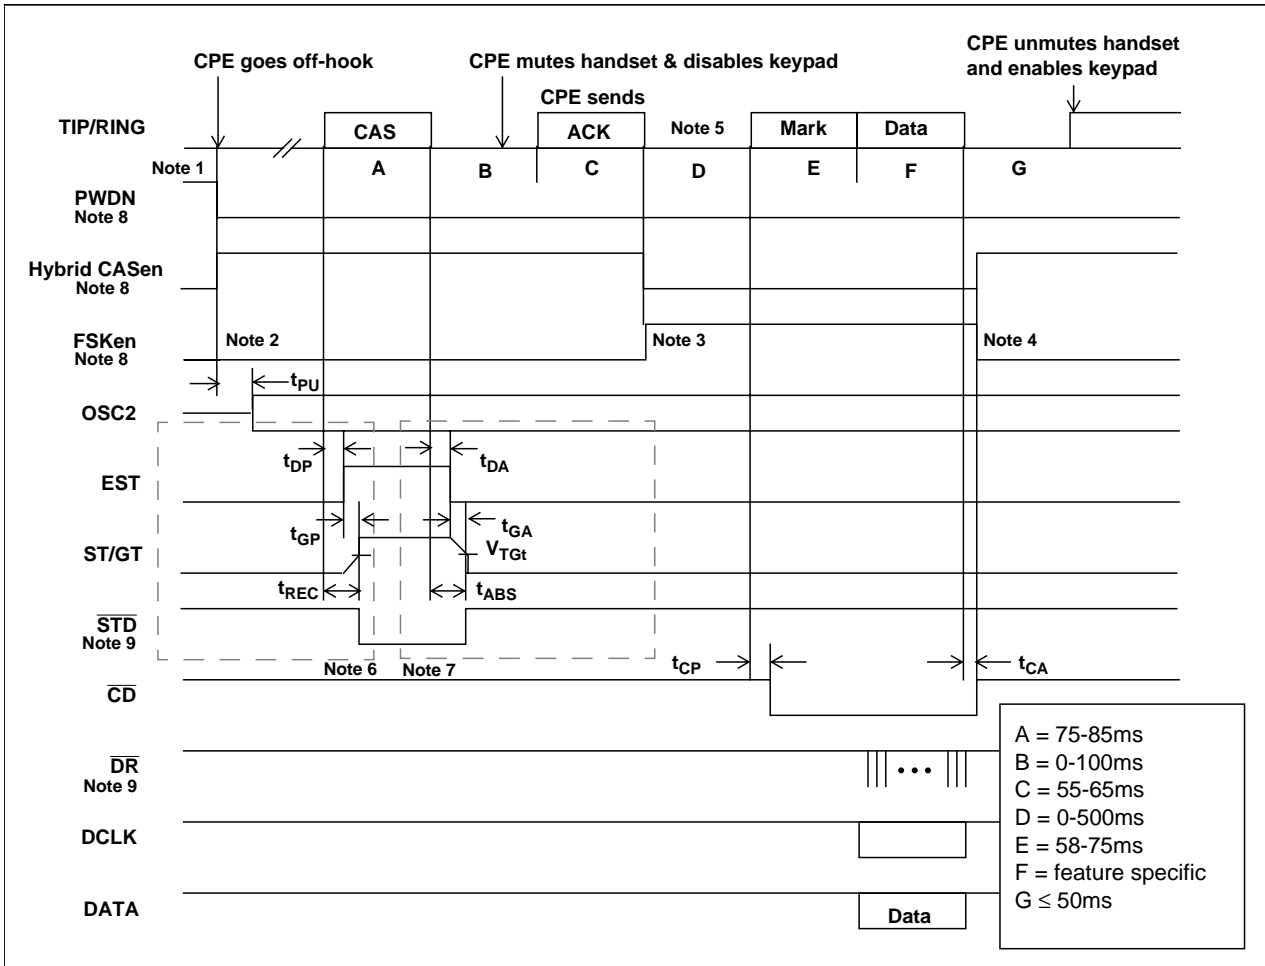 CPE goes off-hook
CPE mutes handset & disables keypad
CPE unmutes handset
and enables keypad
CPE sends
TIP/RING
CAS
ACK
Note 5
Mark
Data
Note 1
A
B
C
D
E
F
G
PWDN
Note 8
Hybrid CASen
Note 8
FSKen
Note 8
Note 2
Note 3
Note 4
tPU
OSC2
tDP
tDA
EST
tGP
tGA
ST/GT
VTGt
tREC
tABS
STD
Note 9
Note 6
Note 7
tCP
tCA
CD
DR
Note 9
•••
DCLK
DATA
Data
A = 75-85ms
B = 0-100ms
C = 55-65ms
D = 0-500ms
E = 58-75ms
F = feature specific
G ≤ 50ms